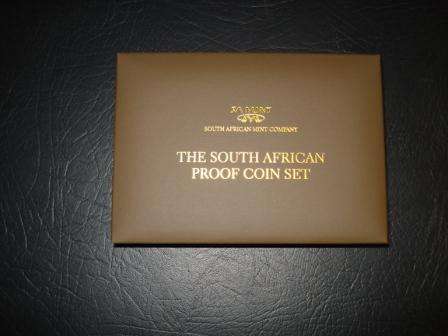 SA MINT
SOUTH AFRICAN MINT COMPANY
THE SOUTH AFRICAN
PROOF COIN SET